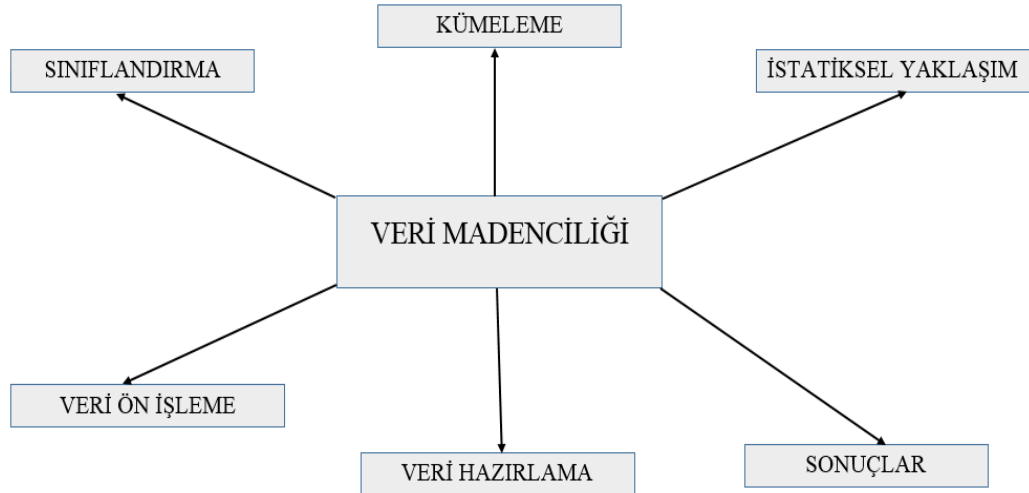 KÜMELEME
SINIFLANDIRMA
İSTATİKSEL YAKLAŞIM
VERİ MADENCİLİĞİ
VERİ ÖN İŞLEME
VERİ HAZIRLAMA
SONUÇLAR